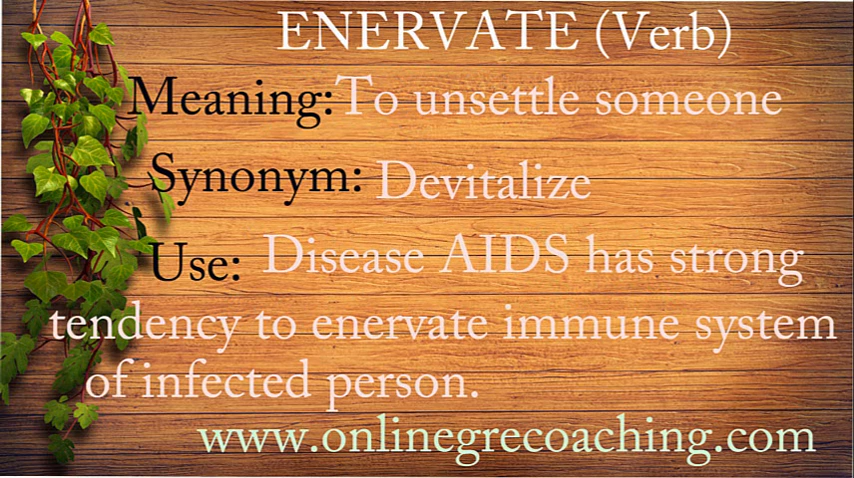 ENERVATE (Verb)
Meaning: To unsettle someone
Synonym: Devitalize
Use: Disease AIDS has strong
tendency to enervate immune system
of infected person.
www.onlinegrecoaching.com